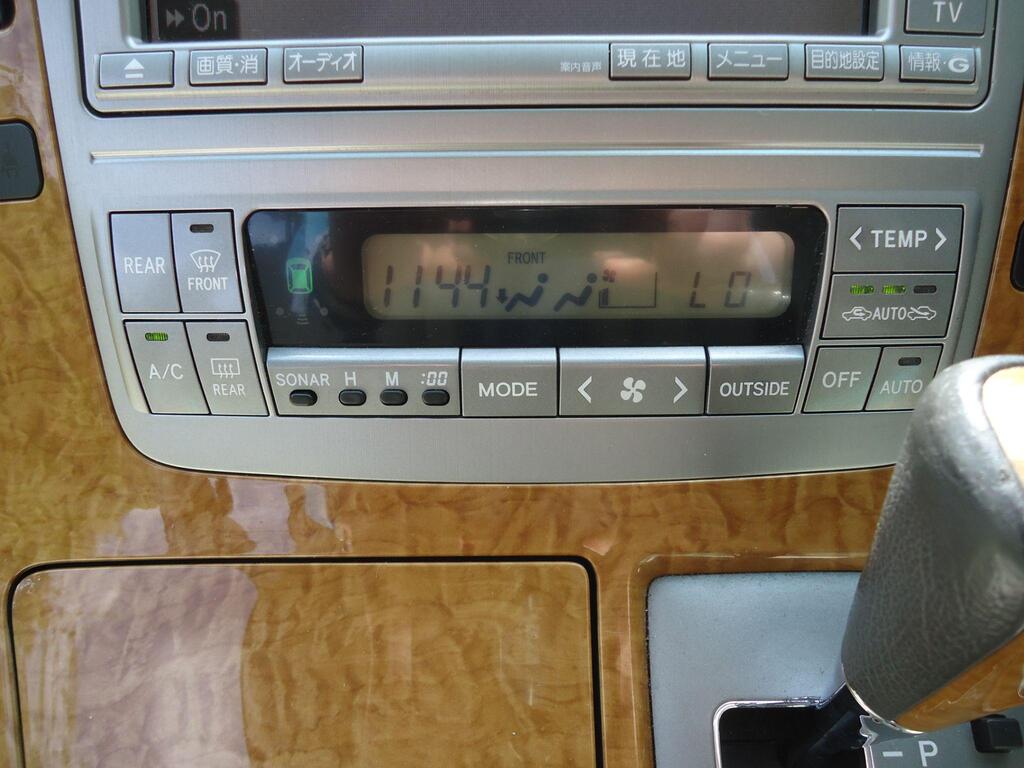 On
TV
画質・消
オーディオ
案内音声
現在地
メニュー
目的地設定
情報・G
REAR
FRONT
FRONT
1144
LO
< TEMP >
AUTO
A/C
REAR
SONAR H M :00
MODE
< >
OUTSIDE
OFF
AUTO
P